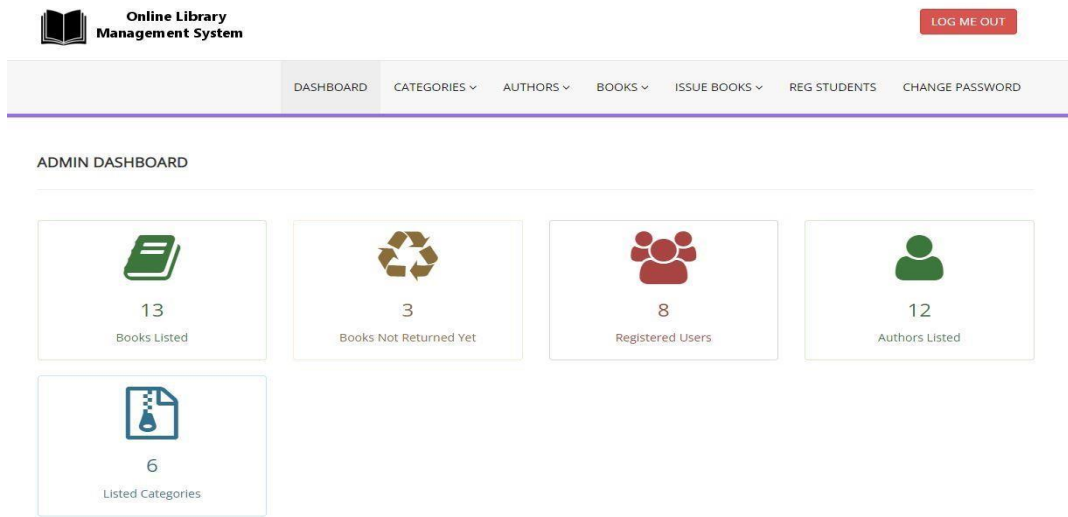 Online Library
Management System
LOG ME OUT
DASHBOARD CATEGORIES AUTHORS BOOKS ISSUE BOOKS REG STUDENTS CHANGE PASSWORD
ADMIN DASHBOARD
13
Books Listed
3
Books Not Returned Yet
8
Registered Users
12
Authors Listed
6
Listed Categories